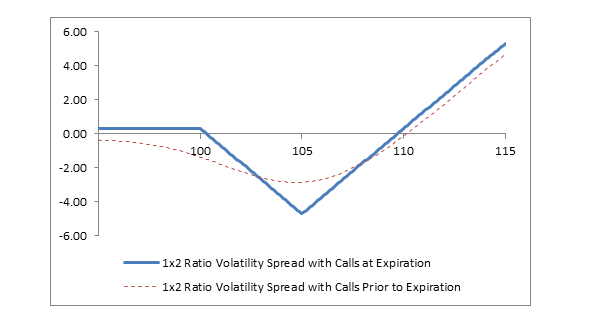 6.00
4.00
2.00
0.00
100 105 110 115
-2.00
-4.00
-6.00
1x2 Ratio Volatility Spread with Calls at Expiration
1x2 Ratio Volatility Spread with Calls Prior to Expiration